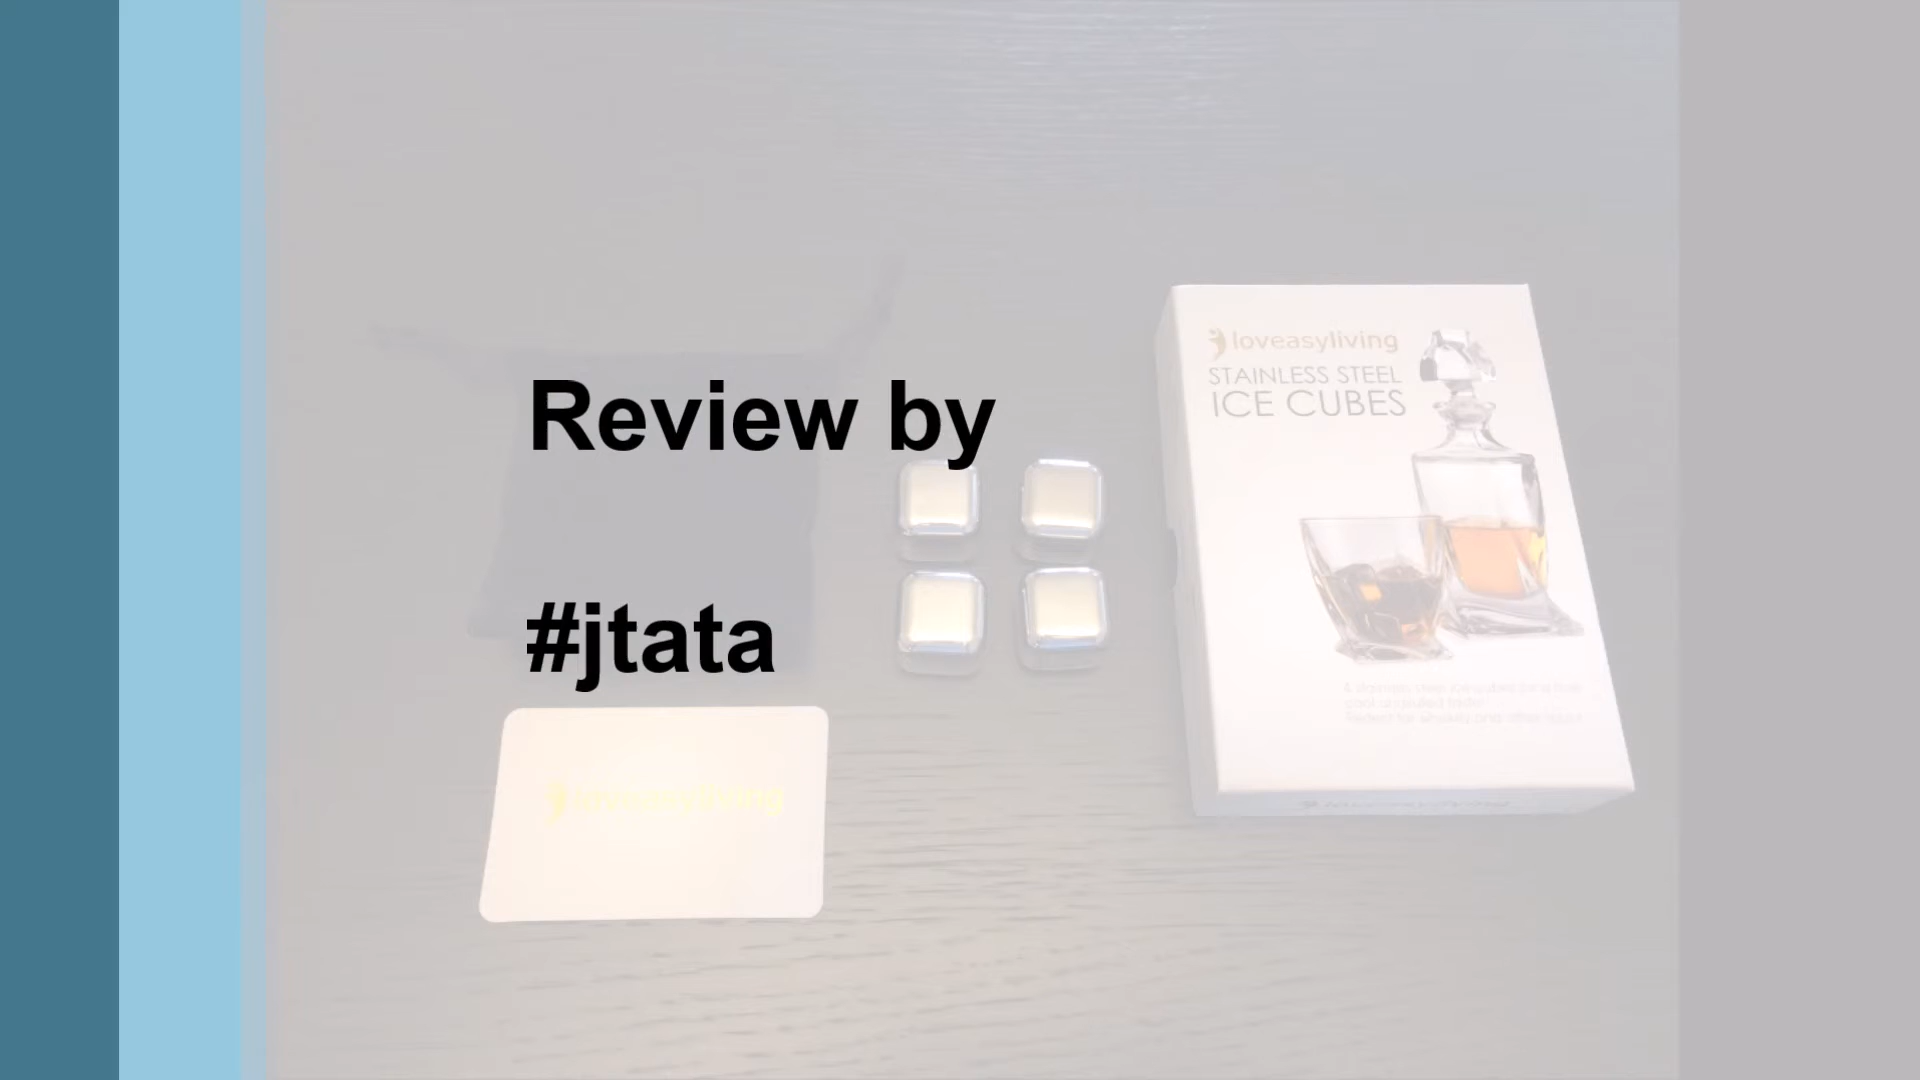 Review by
#jtata
loveasyliving
STAINLESS STEEL
ICE CUBES
loveasyliving